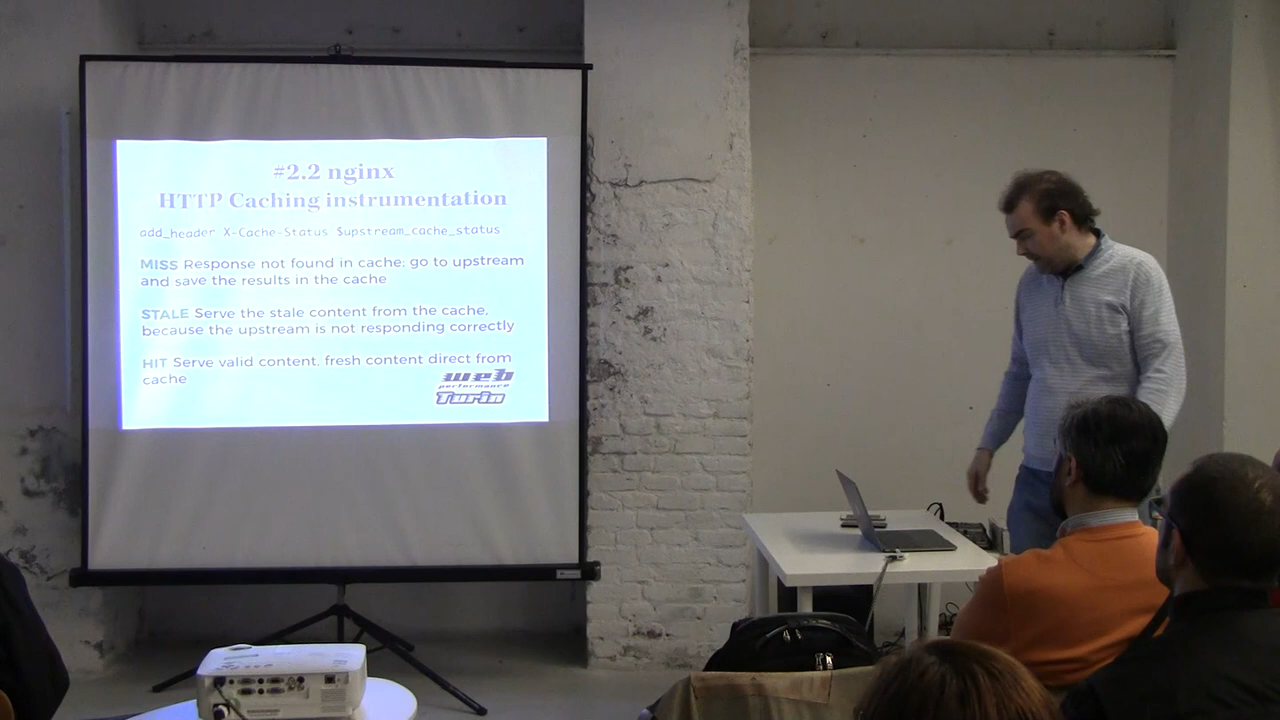 #2.2 nginx
HTTP Caching instrumentation
add_header X-Cache-Status $upstream_cache_status
MISS Response not found in cache; go to upstream
and save the results in the cache
STALE Serve the stale content from the cache,
because the upstream is not responding correctly
HIT Serve valid content, fresh content direct from
cache
web
performance
Turin